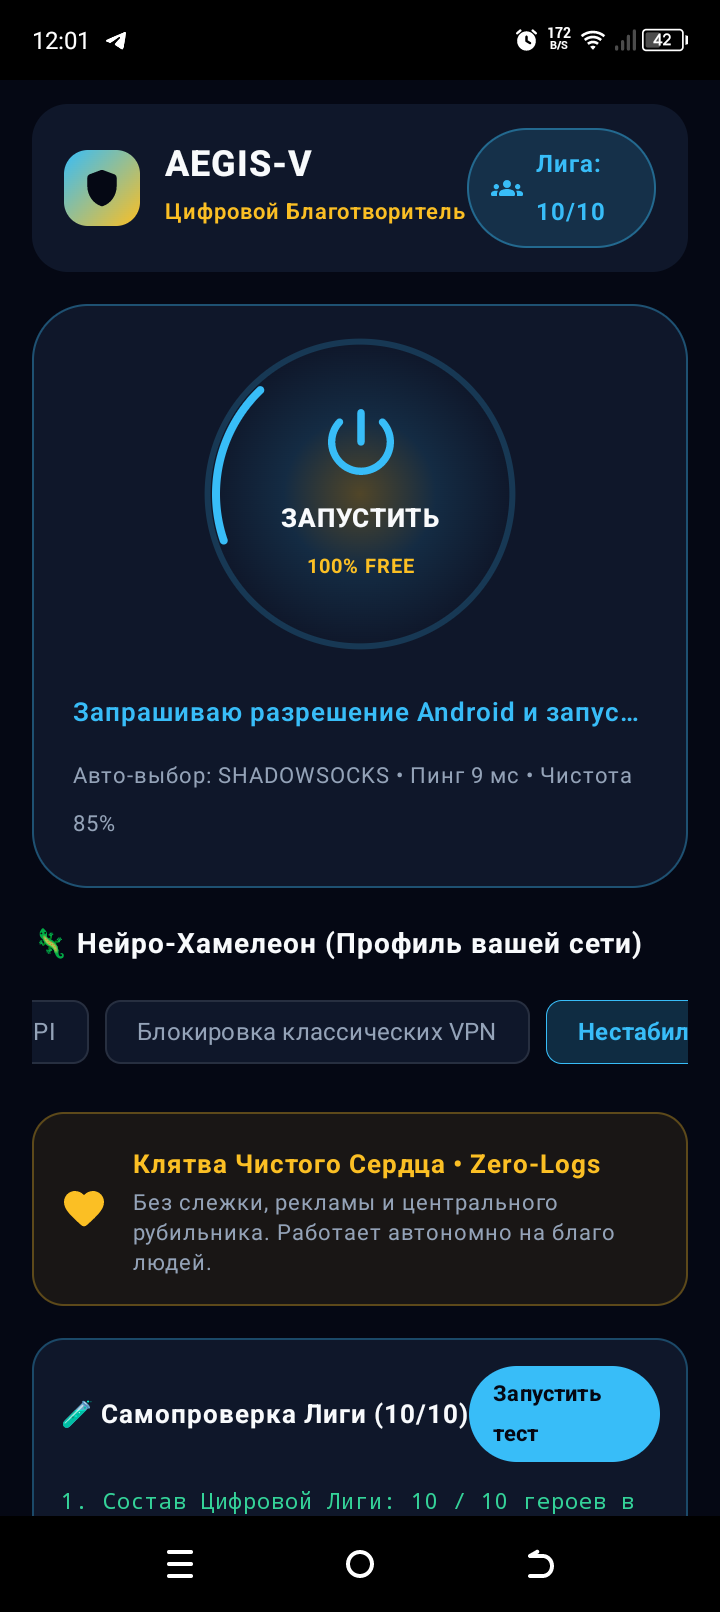 12:01
172
B/S
42
AEGIS-V
Цифровой Благотворитель
Лига:
10/10
ЗАПУСТИТЬ
100% FREE
Запрашиваю разрешение Android и запус…
Авто-выбор: SHADOWSOCKS • Пинг 9 мс • Чистота
85%
🦎 Нейро-Хамелеон (Профиль вашей сети)
PI
Блокировка классических VPN
Нестабил
Клятва Чистого Сердца • Zero-Logs
Без слежки, рекламы и центрального
рубильника. Работает автономно на благо
людей.
🧪 Самопроверка Лиги (10/10)
Запустить
тест
1. Состав Цифровой Лиги: 10 / 10 героев в